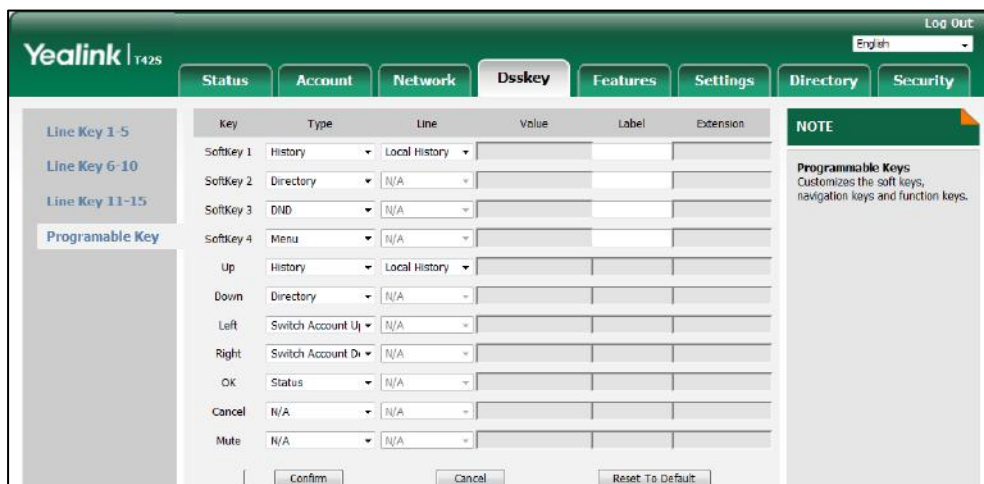 Log Out
Yealink | T42S
English
Status Account Network Dsskey Features Settings Directory Security
Line Key 1-5
Line Key 6-10
Line Key 11-15
Programable Key
Key Type Line Value Label Extension
SoftKey 1 History Local History
SoftKey 2 Directory N/A
SoftKey 3 DND N/A
SoftKey 4 Menu N/A
Up History Local History
Down Directory N/A
Left Switch Account U N/A
Right Switch Account D N/A
OK Status N/A
Cancel N/A N/A
Mute N/A N/A
Confirm Cancel Reset To Default
NOTE
Programmable Keys
Customizes the soft keys,
navigation keys and function keys.